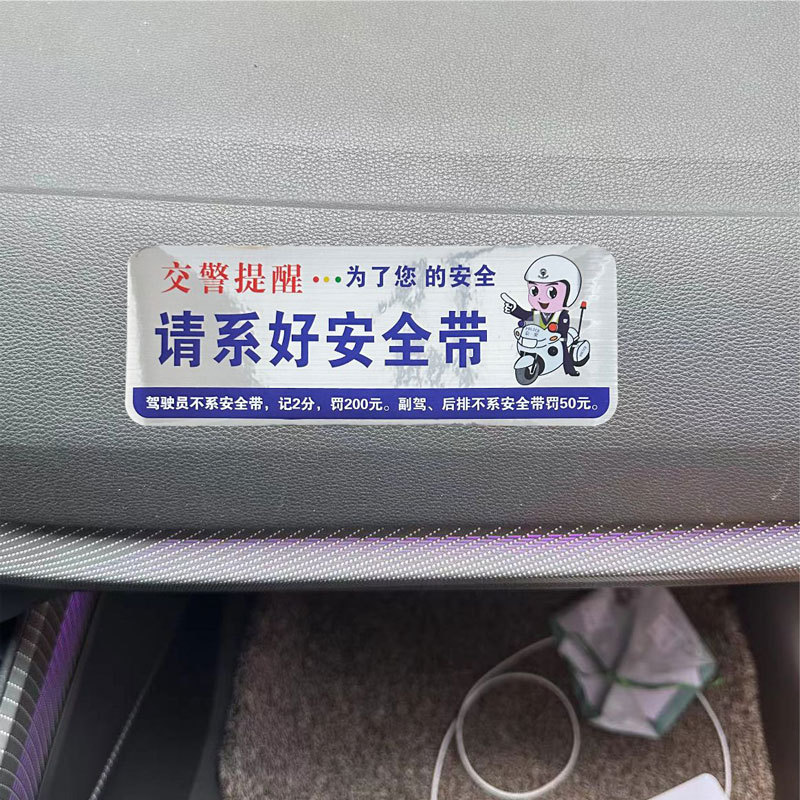 交警提醒•••为了您 的安全
请系好安全带
驾驶员不系安全带，记2分，罚200元。副驾、后排不系安全带罚50元。